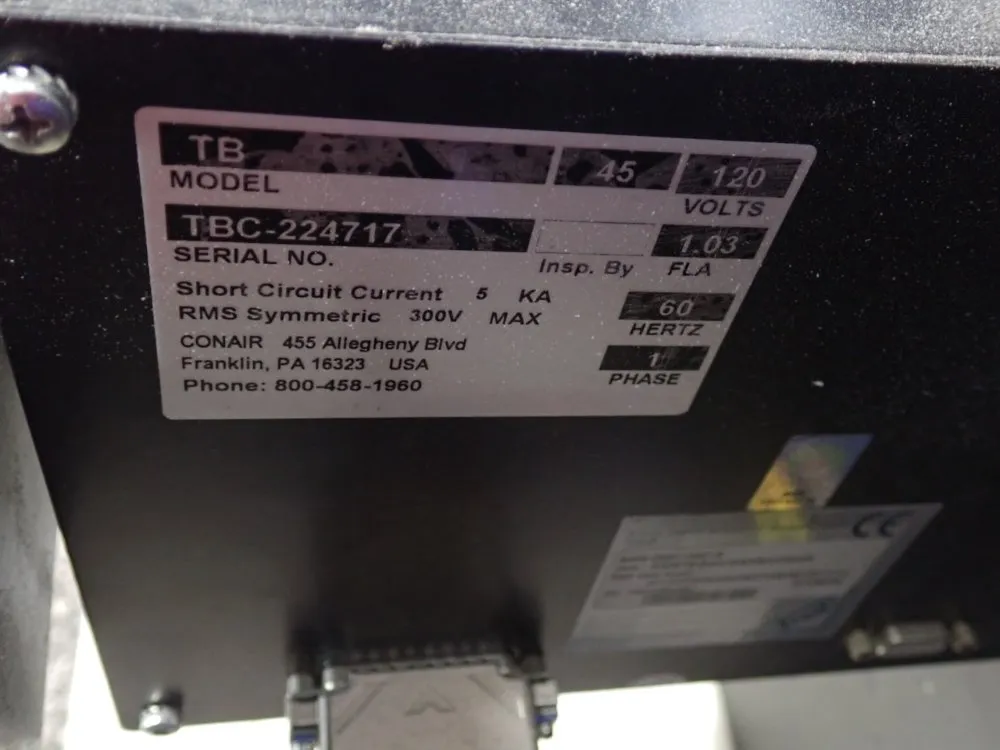 TB 45 120
MODEL VOLTS
TBC-224717 1.03
SERIAL NO. Insp. By FLA
Short Circuit Current 5 KA 60
RMS Symmetric 300V MAX HERTZ
CONAIR 455 Allegheny Blvd
Franklin, PA 16323 USA 1
Phone: 800-458-1960 PHASE
CE